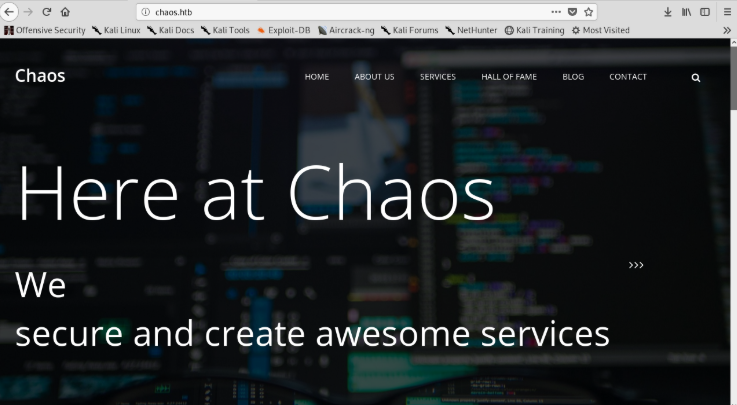 chaos.htb
Offensive Security Kali Linux Kali Docs Kali Tools Exploit-DB Aircrack-ng Kali Forums NetHunter Kali Training Most Visited
Chaos HOME ABOUT US SERVICES HALL OF FAME BLOG CONTACT
Here at Chaos
>>>
We
secure and create awesome services